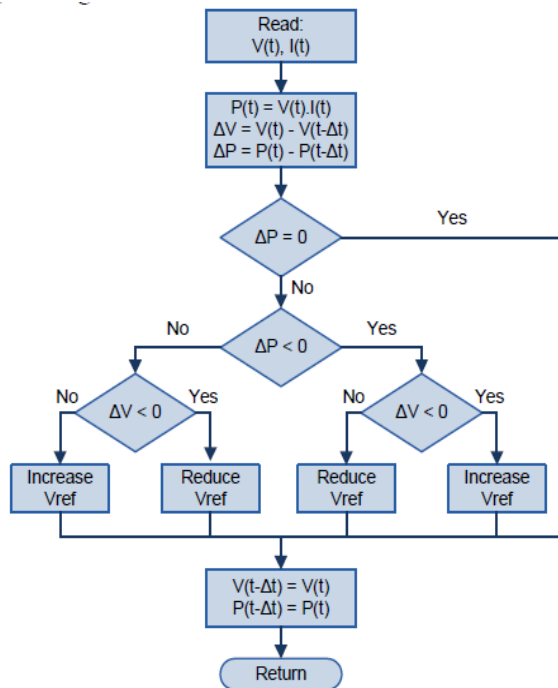 Read:
V(t), I(t)
P(t) = V(t).I(t)
ΔV = V(t) - V(t-Δt)
ΔP = P(t) - P(t-Δt)
ΔP = 0
Yes
No
ΔP < 0
No
Yes
ΔV < 0
No
Yes
ΔV < 0
No
Yes
Increase
Vref
Reduce
Vref
Reduce
Vref
Increase
Vref
V(t-Δt) = V(t)
P(t-Δt) = P(t)
Return